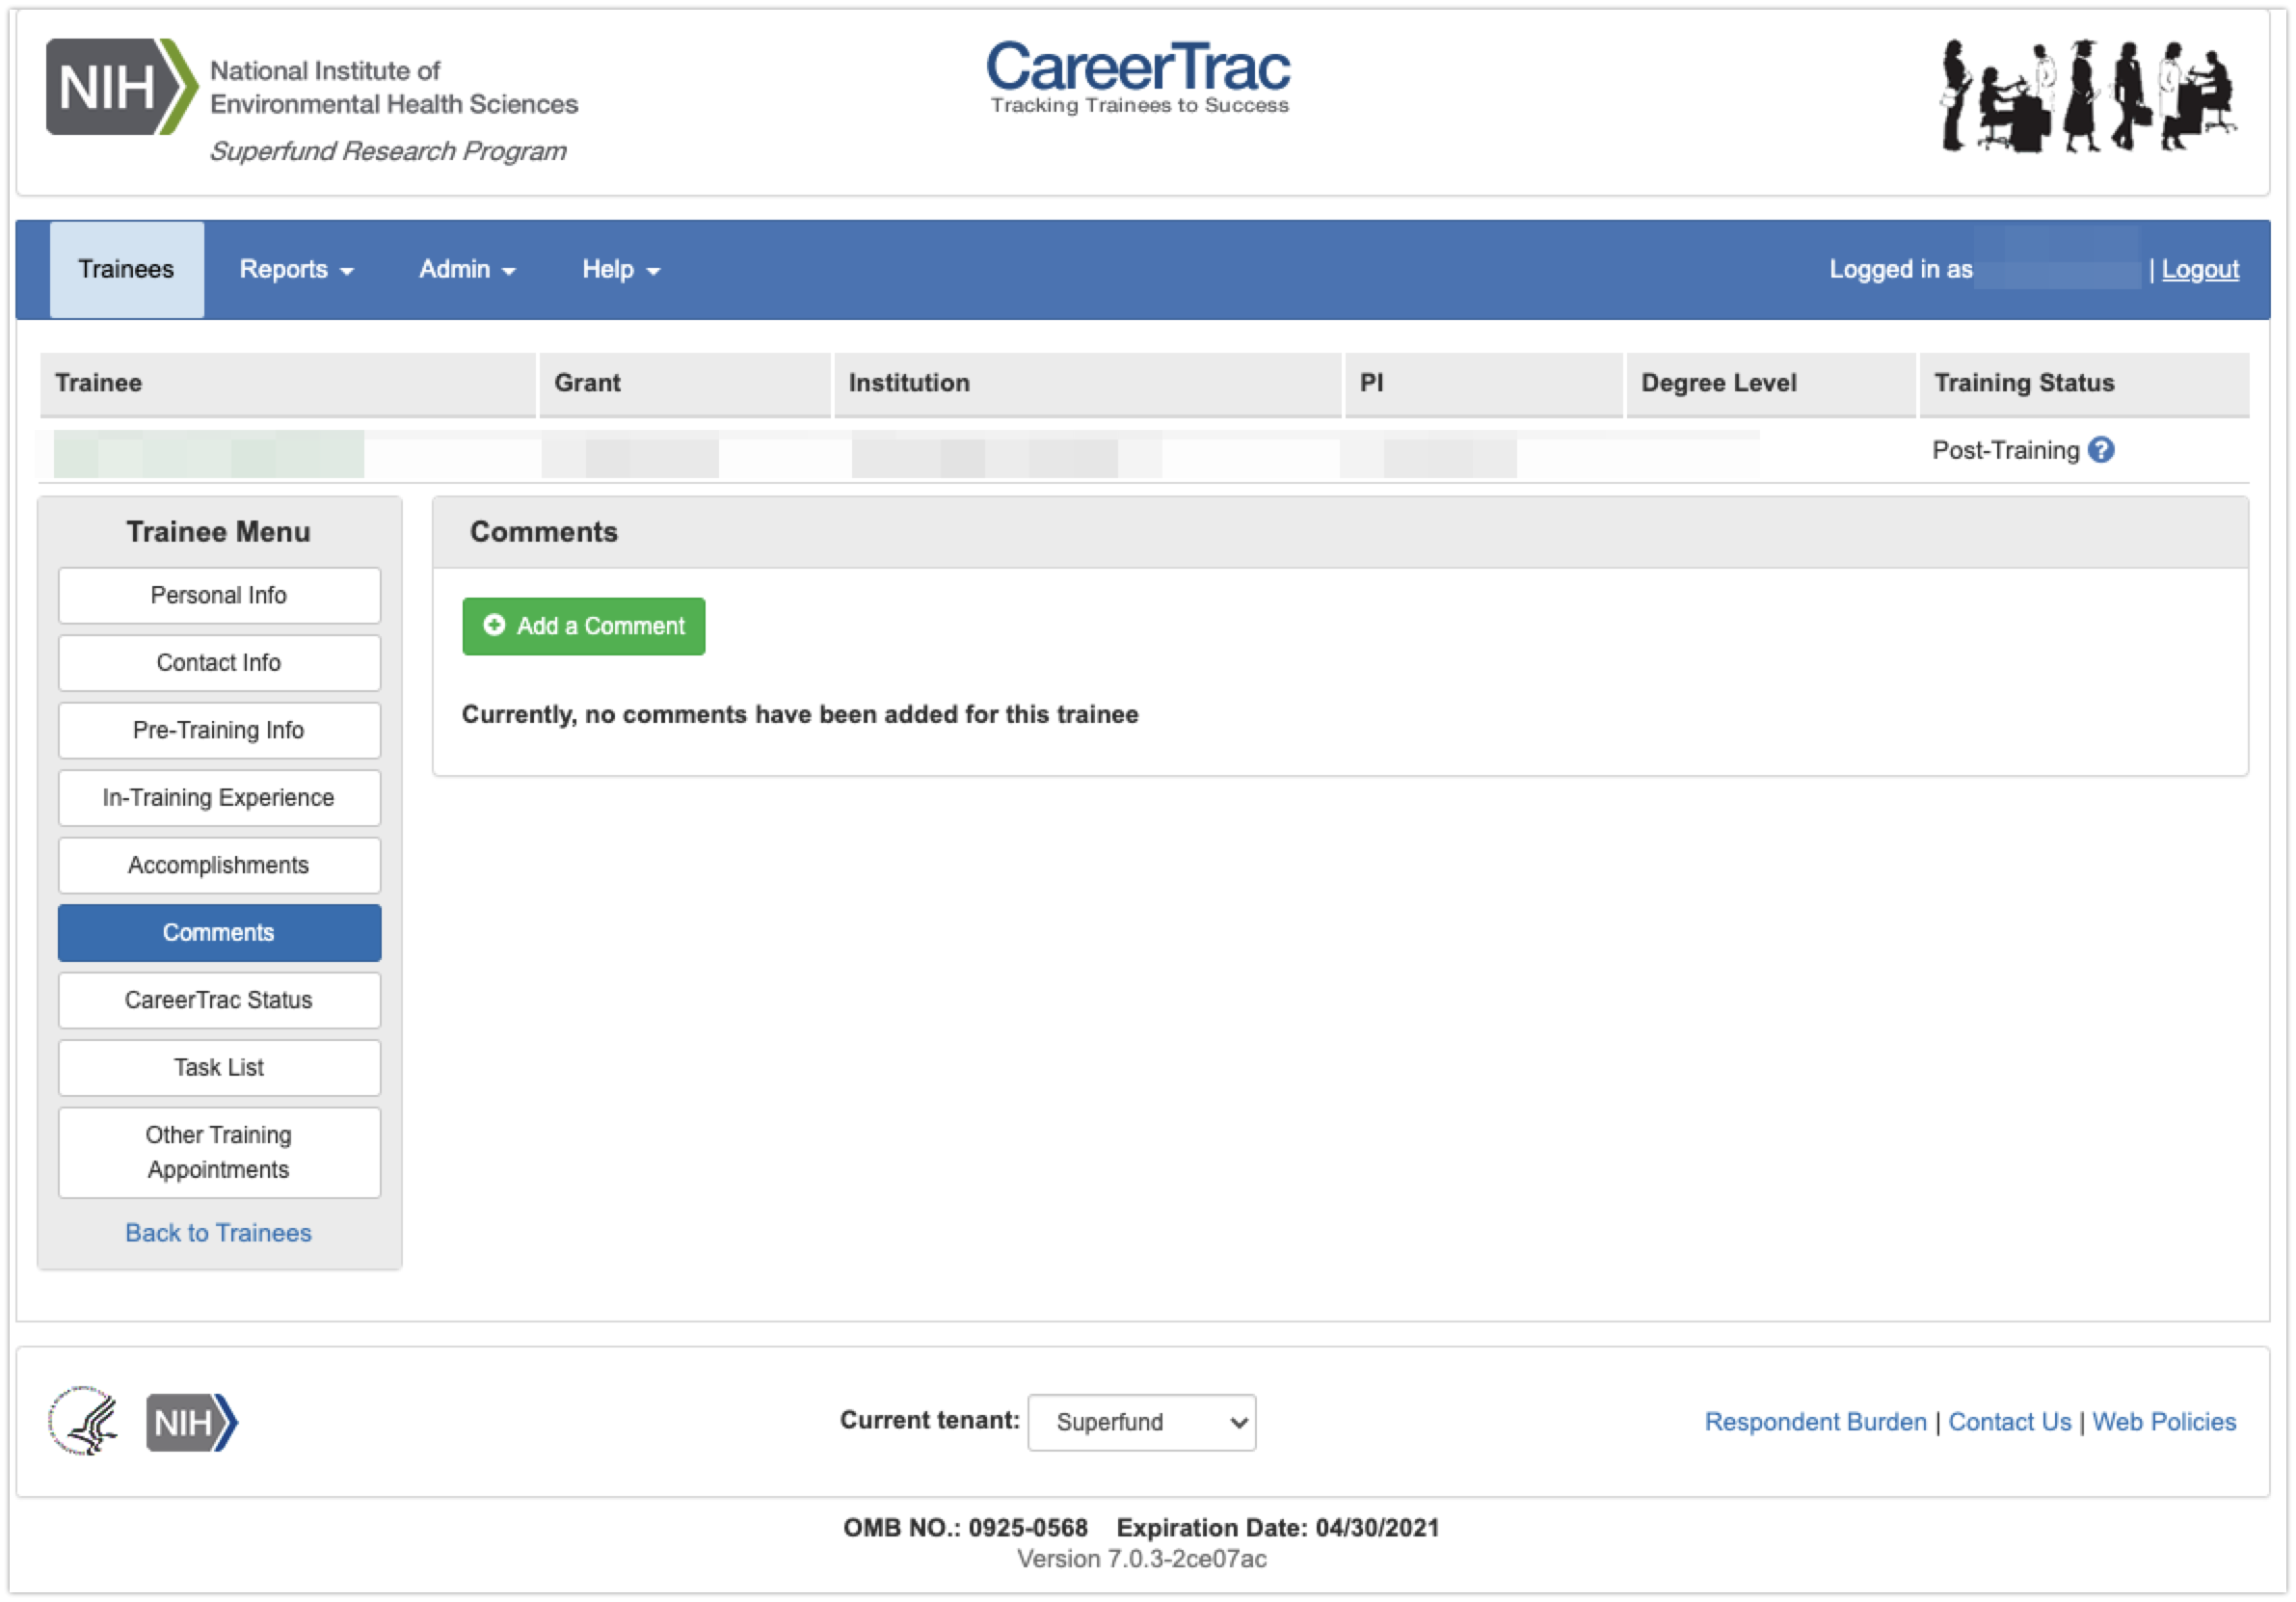 NIH
National Institute of
Environmental Health Sciences
Superfund Research Program
CareerTrac
Tracking Trainees to Success
Trainees Reports Admin Help Logged in as | Logout
Trainee Grant Institution PI Degree Level Training Status
Post-Training ?
Trainee Menu
Personal Info
Contact Info
Pre-Training Info
In-Training Experience
Accomplishments
Comments
CareerTrac Status
Task List
Other Training
Appointments
Back to Trainees
Comments
Add a Comment
Currently, no comments have been added for this trainee
NIH
Current tenant: Superfund
Respondent Burden | Contact Us | Web Policies
OMB NO.: 0925-0568 Expiration Date: 04/30/2021
Version 7.0.3-2ce07ac